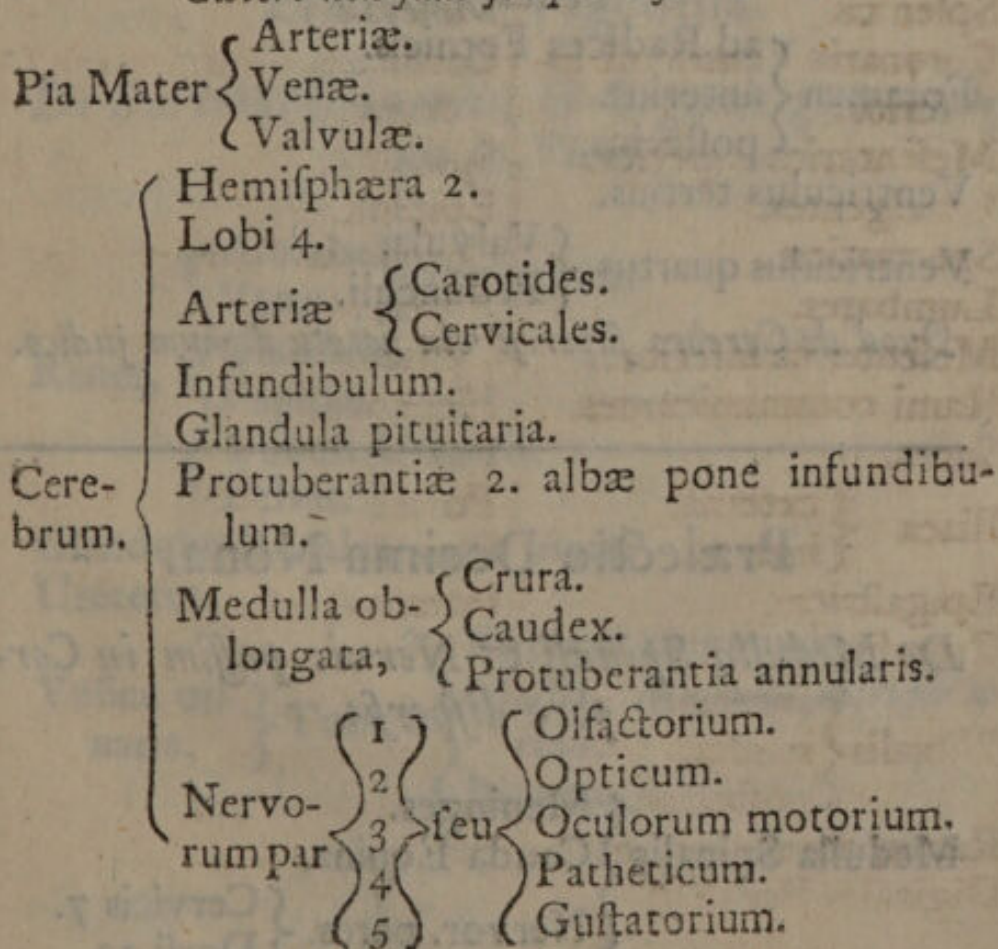 Arteriæ.
Pia Mater Venæ.
Valvulæ.
Hemiſphæra 2.
Lobi 4.
Arteriæ Carotides.
Cervicales.
Infundibulum.
Glandula pituitaria.
Cere- Protuberantiæ 2. albæ pone infundibu-
brum. lum.
Medulla ob- Crura.
Caudex.
longata, Protuberantia annularis.
1 Olfactorium.
2 Opticum.
Nervo- 3 ſeu Oculorum motorium.
rum par 4 Patheticum.
5 Guſtatorium.